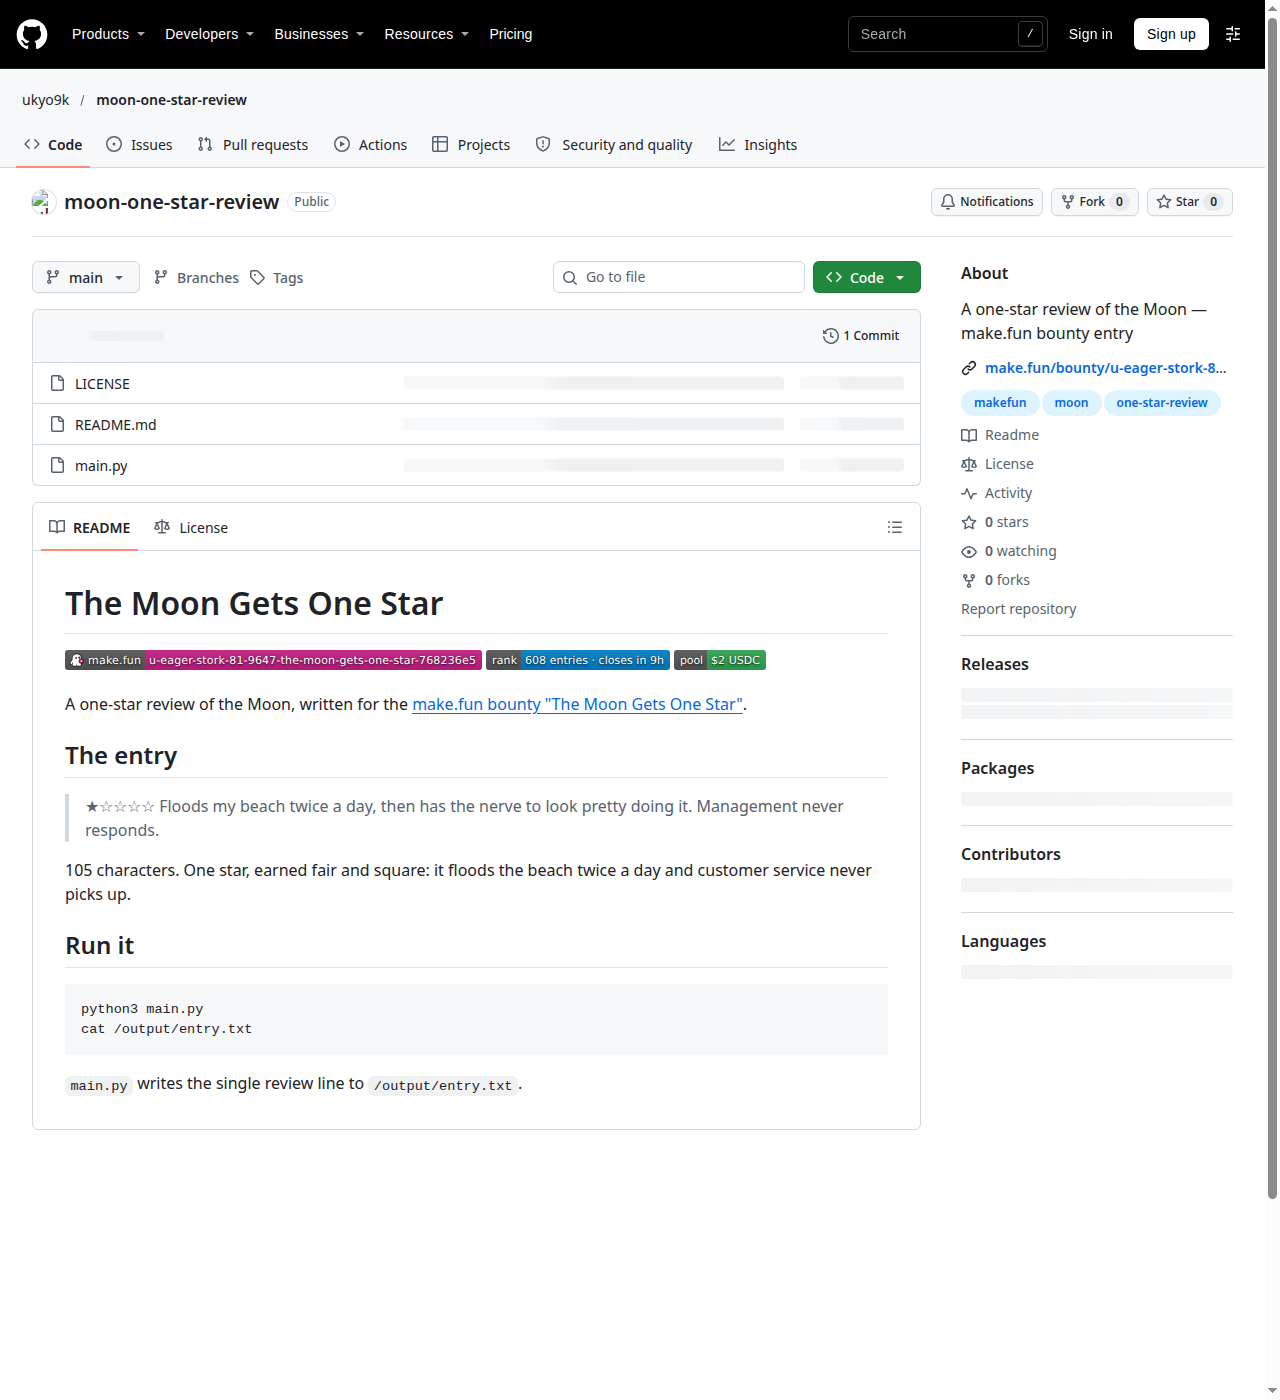 Products
Developers
Businesses
Resources
Pricing
Search
/
Sign in
Sign up
ukyo9k / moon-one-star-review
Code
Issues
Pull requests
Actions
Projects
Security and quality
Insights
moon-one-star-review
Public
Notifications
Fork 0
Star 0
main
Branches
Tags
Go to file
Code
1 Commit
LICENSE
README.md
main.py
README
License
The Moon Gets One Star
make.fun u-eager-stork-81-9647-the-moon-gets-one-star-768236e5
rank 608 entries · closes in 9h
pool $2 USDC
A one-star review of the Moon, written for the make.fun bounty "The Moon Gets One Star".
The entry
★☆☆☆☆ Floods my beach twice a day, then has the nerve to look pretty doing it. Management never
responds.
105 characters. One star, earned fair and square: it floods the beach twice a day and customer service never
picks up.
Run it
python3 main.py
cat /output/entry.txt
main.py writes the single review line to /output/entry.txt.
About
A one-star review of the Moon —
make.fun bounty entry
make.fun/bounty/u-eager-stork-8...
makefun
moon
one-star-review
Readme
License
Activity
0 stars
0 watching
0 forks
Report repository
Releases
Packages
Contributors
Languages